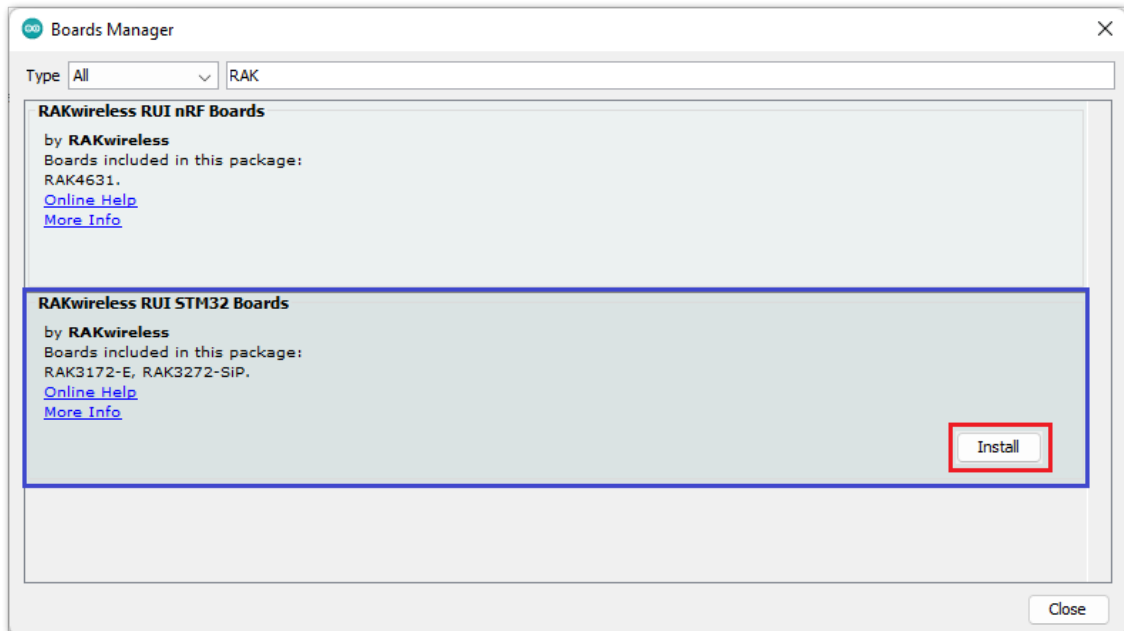 Boards Manager
Type All RAK
RAKwireless RUI nRF Boards
by RAKwireless
Boards included in this package:
RAK4631.
Online Help
More Info
RAKwireless RUI STM32 Boards
by RAKwireless
Boards included in this package:
RAK3172-E, RAK3272-SiP.
Online Help
More Info
Install
Close